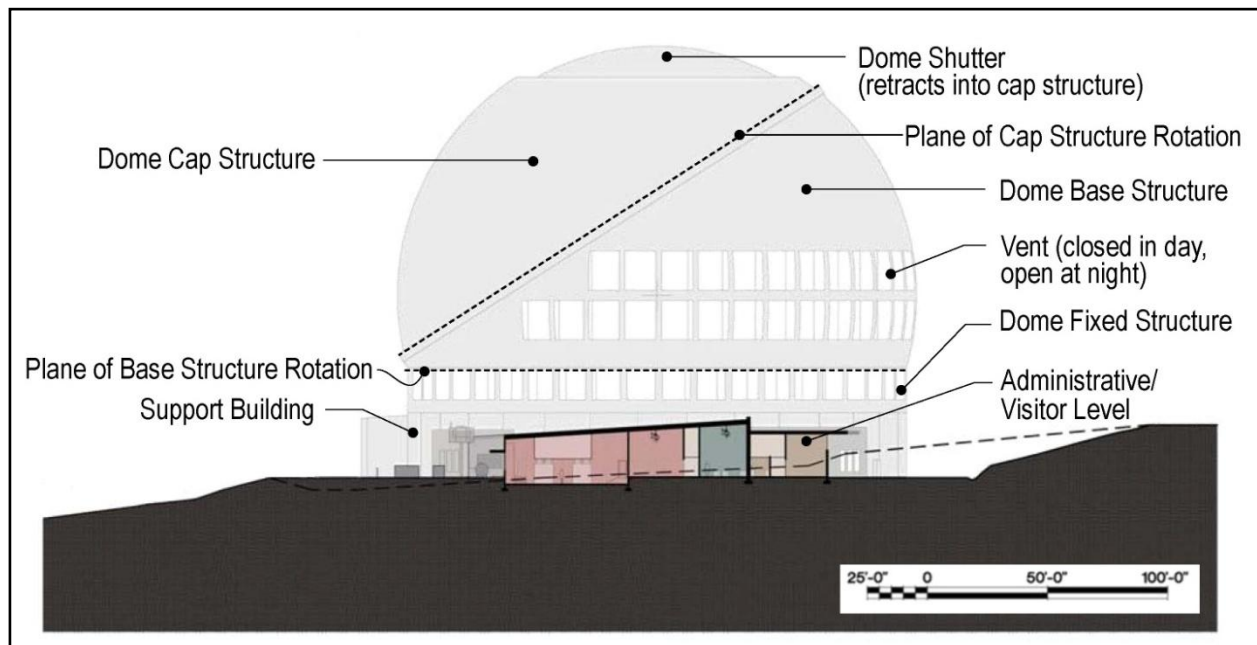 Dome Shutter
(retracts into cap structure)
Plane of Cap Structure Rotation
Dome Cap Structure
Dome Base Structure
Vent (closed in day,
open at night)
Dome Fixed Structure
Plane of Base Structure Rotation
Administrative/
Visitor Level
Support Building
25'-0" 0 50'-0" 100'-0"